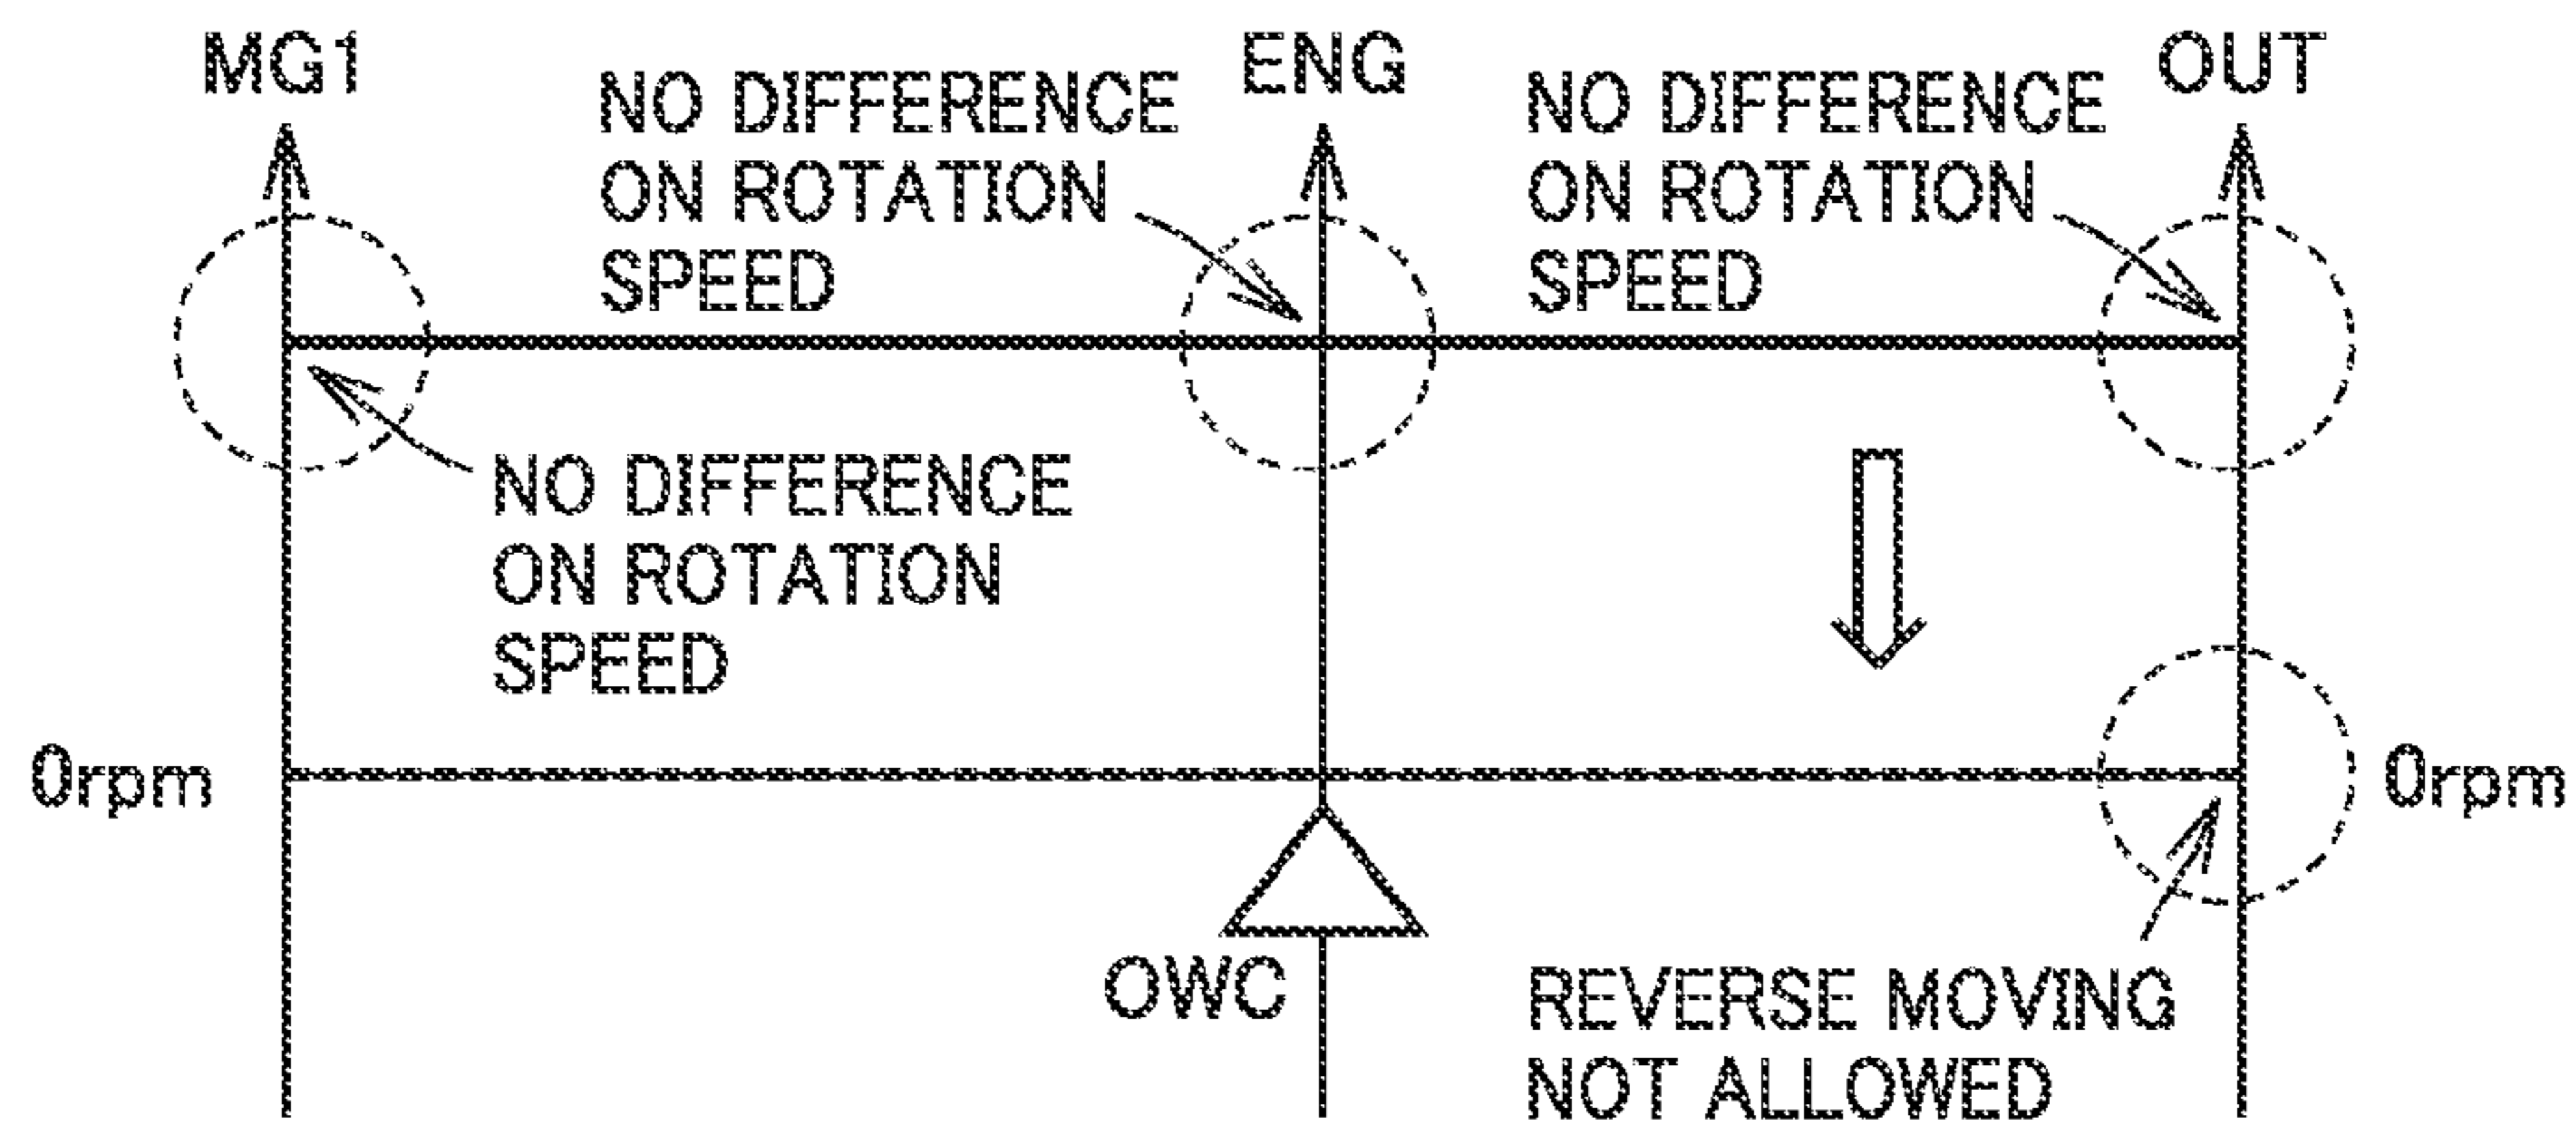 MG1
ENG
OUT
NO DIFFERENCE
ON ROTATION
SPEED
NO DIFFERENCE
ON ROTATION
SPEED
NO DIFFERENCE
ON ROTATION
SPEED
0rpm
0rpm
OWC
REVERSE MOVING
NOT ALLOWED